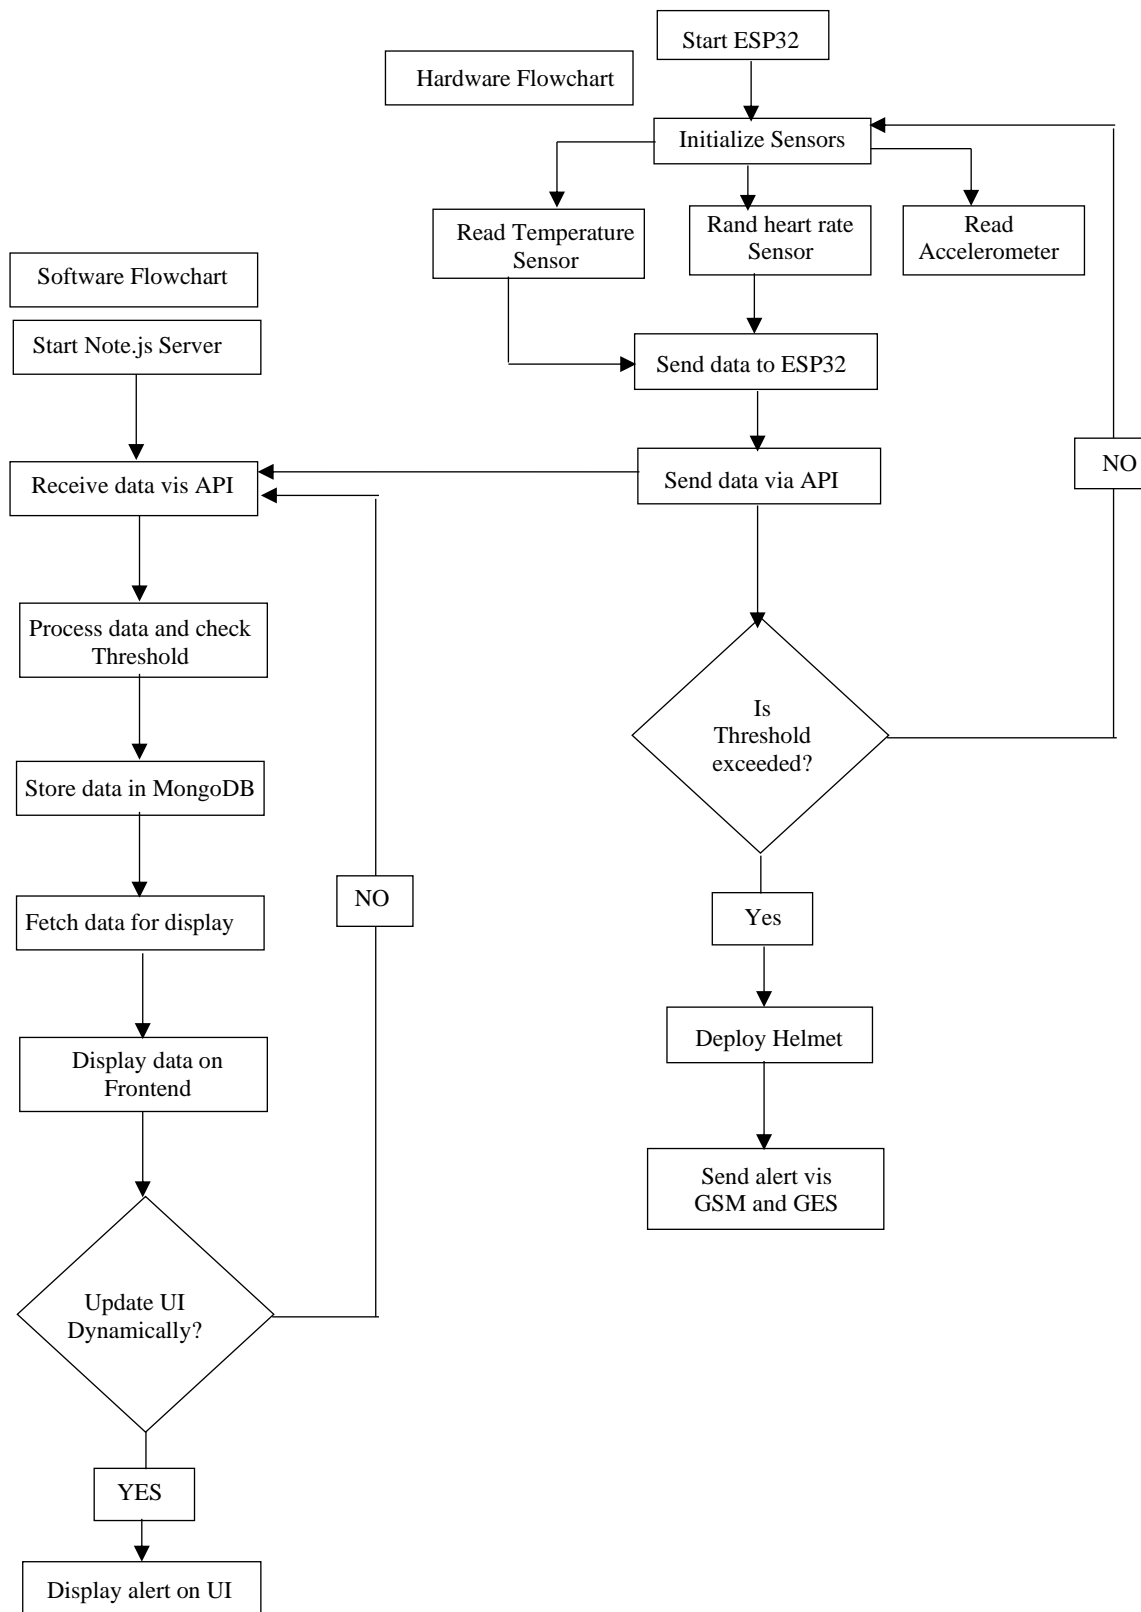 Start ESP32
Hardware Flowchart
Initialize Sensors
Read Temperature
Sensor
Rand heart rate
Sensor
Read
Accelerometer
Send data to ESP32
Send data via API
NO
Is
Threshold
exceeded?
Yes
Deploy Helmet
Send alert vis
GSM and GES
Software Flowchart
Start Note.js Server
Receive data vis API
Process data and check
Threshold
Store data in MongoDB
Fetch data for display
NO
Display data on
Frontend
Update UI
Dynamically?
YES
Display alert on UI